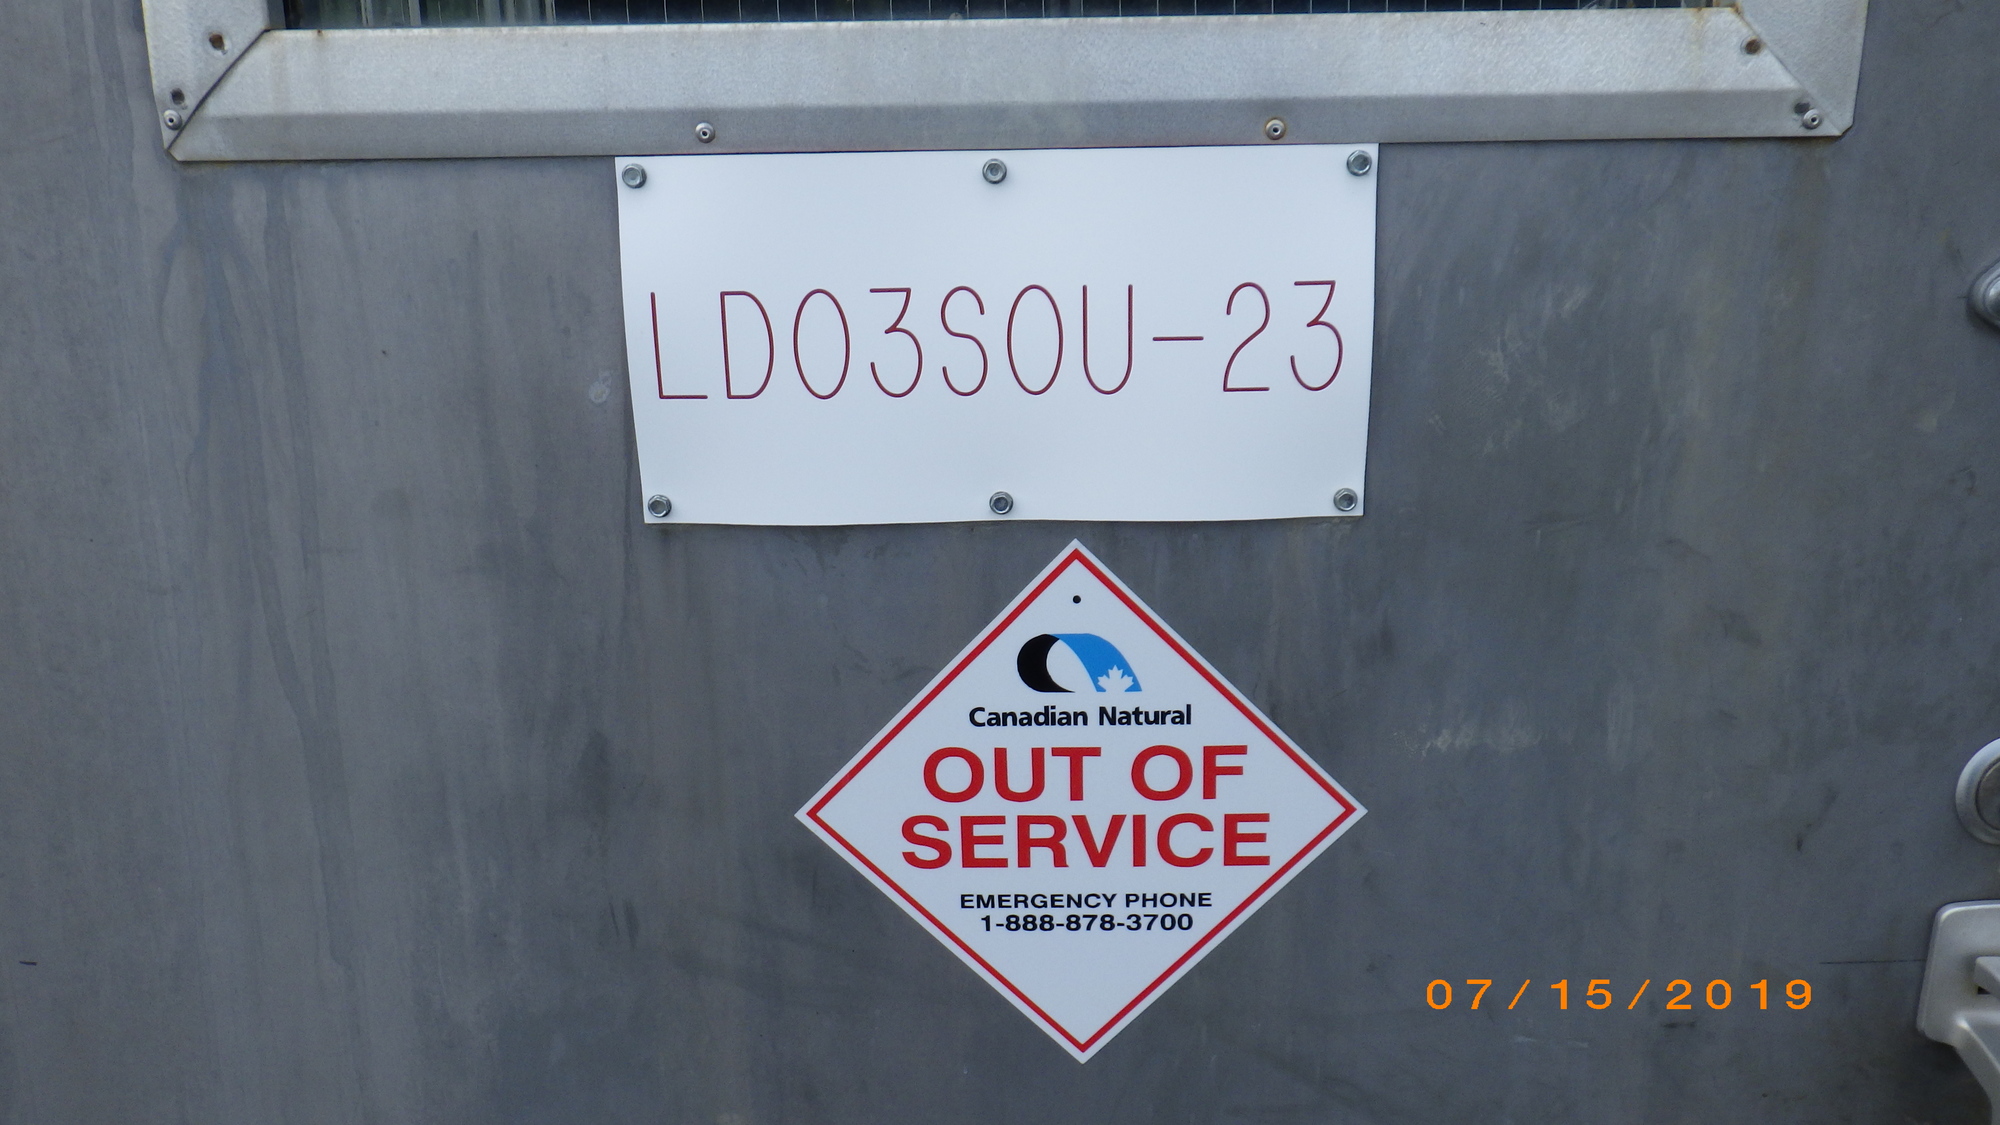 LD03SOU-23
Canadian Natural
OUT OF
SERVICE
EMERGENCY PHONE
1-888-878-3700
07/15/2019